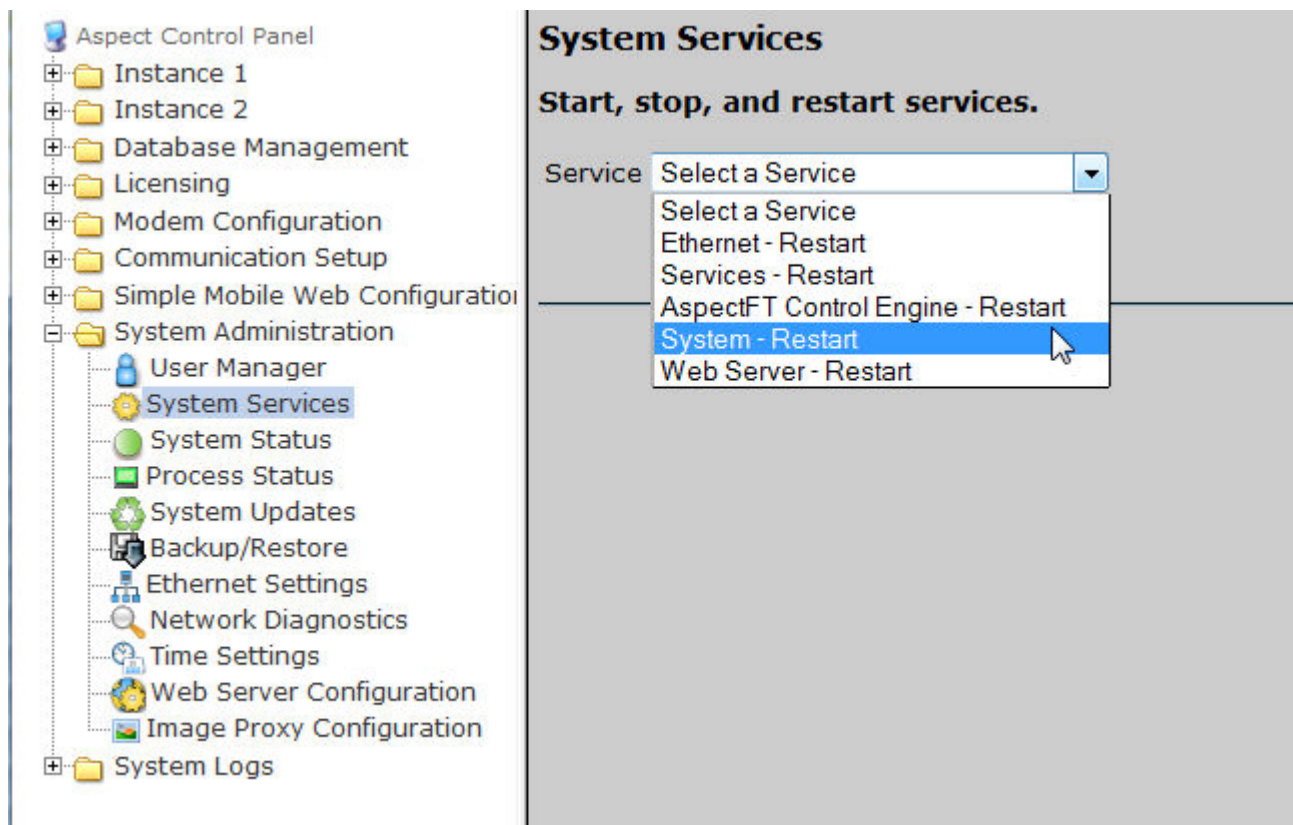 Aspect Control Panel
Instance 1
Instance 2
Database Management
Licensing
Modem Configuration
Communication Setup
Simple Mobile Web Configuratio
System Administration
User Manager
System Services
System Status
Process Status
System Updates
Backup/Restore
Ethernet Settings
Network Diagnostics
Time Settings
Web Server Configuration
Image Proxy Configuration
System Logs
System Services
Start, stop, and restart services.
Service Select a Service
Select a Service
Ethernet - Restart
Services - Restart
AspectFT Control Engine - Restart
System - Restart
Web Server - Restart